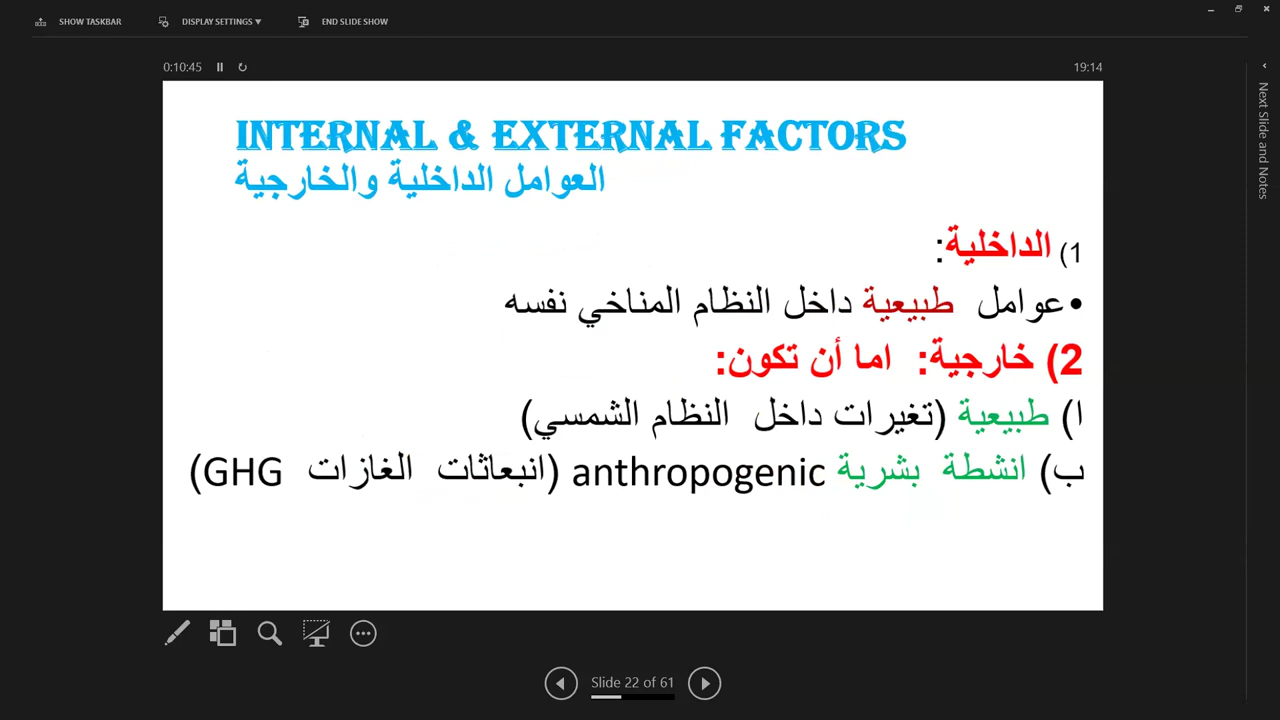 SHOW TASKBAR
DISPLAY SETTINGS ▼
END SLIDE SHOW
0:10:45
19:14
Next Slide and Notes
INTERNAL & EXTERNAL FACTORS
العوامل الداخلية والخارجية
1) الداخلية:
• عوامل طبيعية داخل النظام المناخي نفسه
2) خارجية: اما أن تكون:
ا) طبيعية (تغيرات داخل النظام الشمسي)
ب) انشطة بشرية anthropogenic (انبعاثات الغازات GHG)
Slide 22 of 61